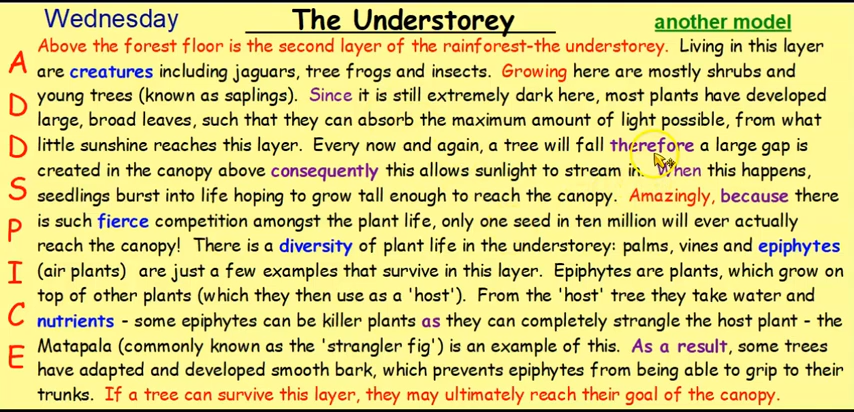 Wednesday The Understorey another model
Above the forest floor is the second layer of the rainforest-the understorey. Living in this layer
are creatures including jaguars, tree frogs and insects. Growing here are mostly shrubs and
young trees (known as saplings). Since it is still extremely dark here, most plants have developed
large, broad leaves, such that they can absorb the maximum amount of light possible, from what
little sunshine reaches this layer. Every now and again, a tree will fall therefore a large gap is
created in the canopy above consequently this allows sunlight to stream in. When this happens,
seedlings burst into life hoping to grow tall enough to reach the canopy. Amazingly, because there
is such fierce competition amongst the plant life, only one seed in ten million will ever actually
reach the canopy! There is a diversity of plant life in the understorey: palms, vines and epiphytes
(air plants) are just a few examples that survive in this layer. Epiphytes are plants, which grow on
top of other plants (which they then use as a 'host'). From the 'host' tree they take water and
nutrients - some epiphytes can be killer plants as they can completely strangle the host plant - the
Matapala (commonly known as the 'strangler fig') is an example of this. As a result, some trees
have adapted and developed smooth bark, which prevents epiphytes from being able to grip to their
trunks. If a tree can survive this layer, they may ultimately reach their goal of the canopy.
A
D
D
S
P
I
C
E